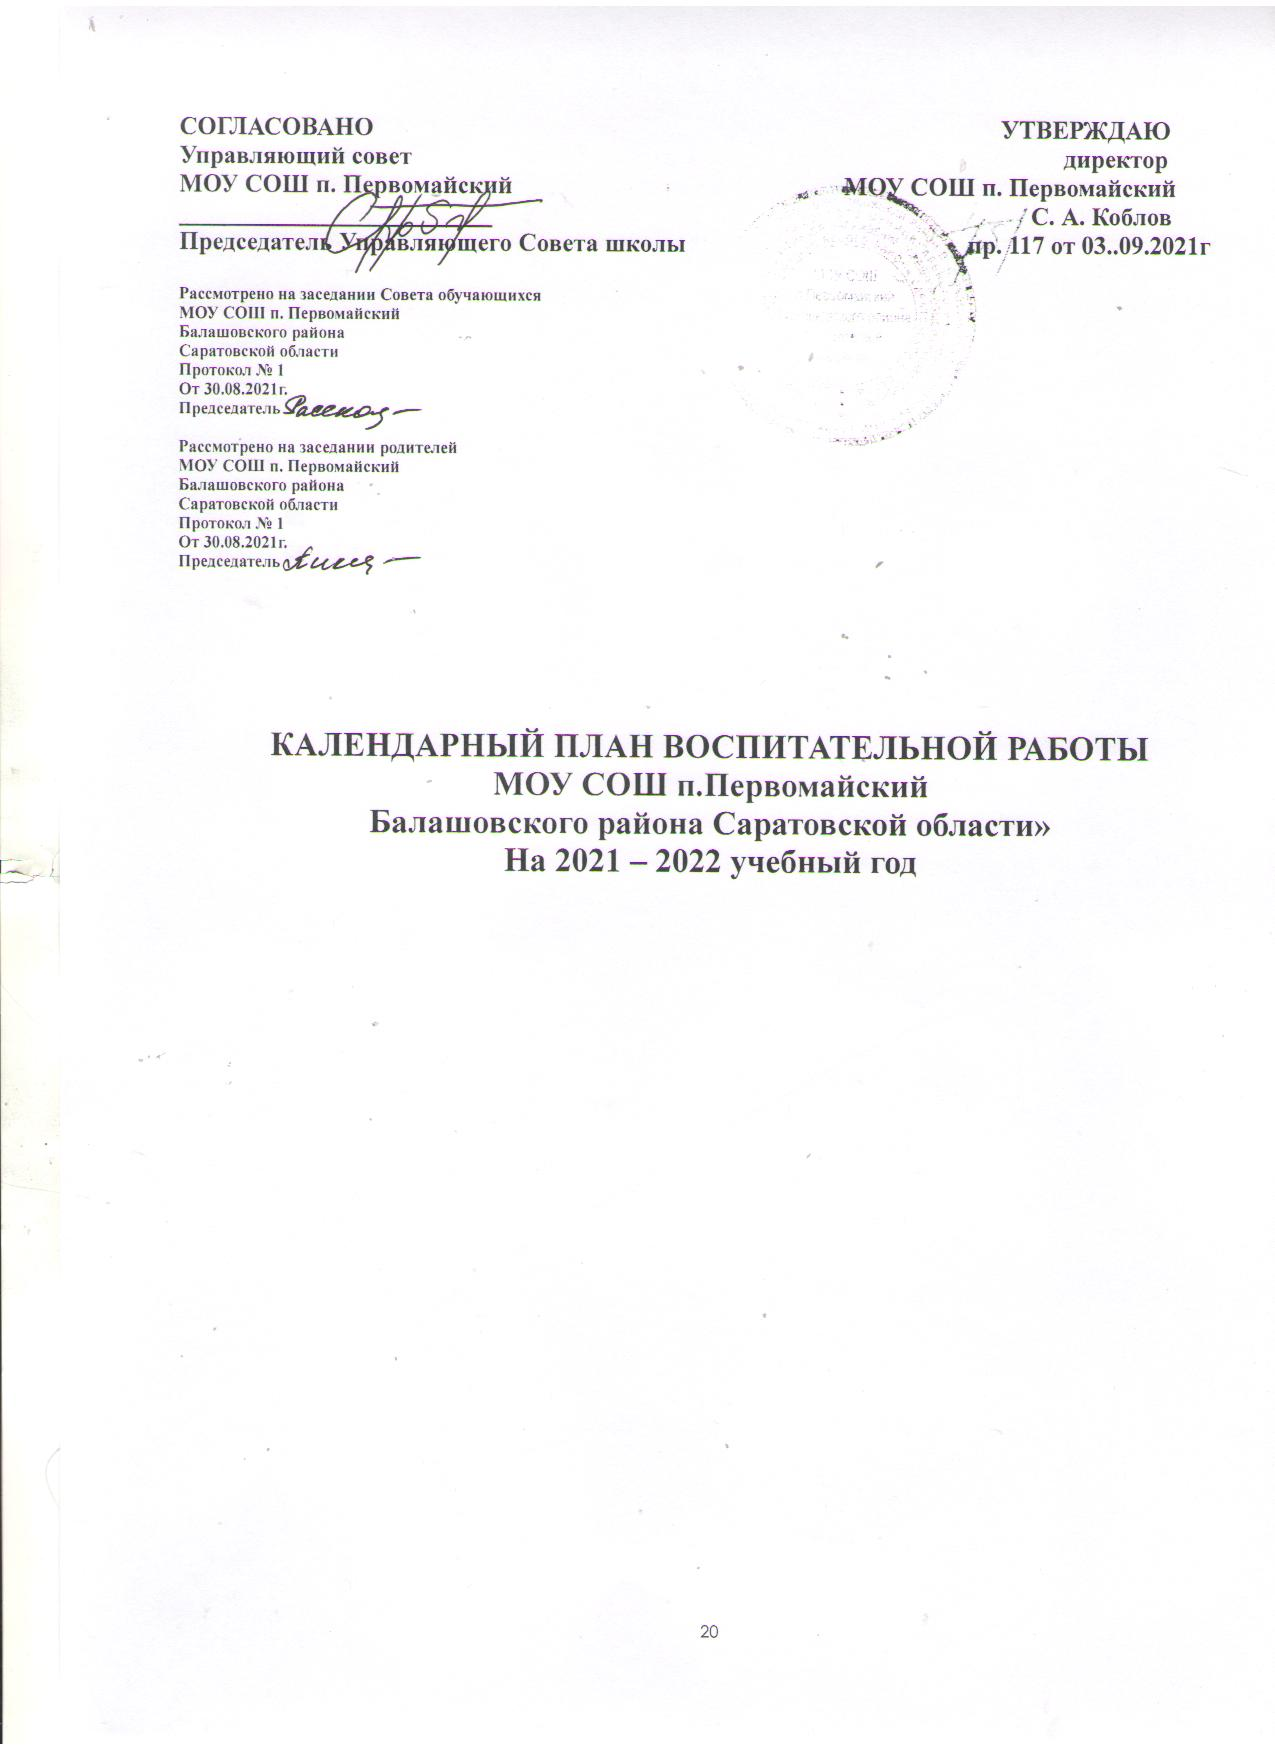 СОГЛАСОВАНО
Управляющий совет
МОУ СОШ п. Первомайский
Председатель Управляющего Совета школы
УТВЕРЖДАЮ
директор
МОУ СОШ п. Первомайский
С. А. Коблов
пр. 117 от 03..09.2021г
Рассмотрено на заседании Совета обучающихся
МОУ СОШ п. Первомайский
Балашовского района
Саратовской области
Протокол № 1
От 30.08.2021г.
Председатель
Рассмотрено на заседании родителей
МОУ СОШ п. Первомайский
Балашовского района
Саратовской области
Протокол № 1
От 30.08.2021г.
Председатель
КАЛЕНДАРНЫЙ ПЛАН ВОСПИТАТЕЛЬНОЙ РАБОТЫ
МОУ СОШ п.Первомайский
Балашовского района Саратовской области»
На 2021 – 2022 учебный год
20